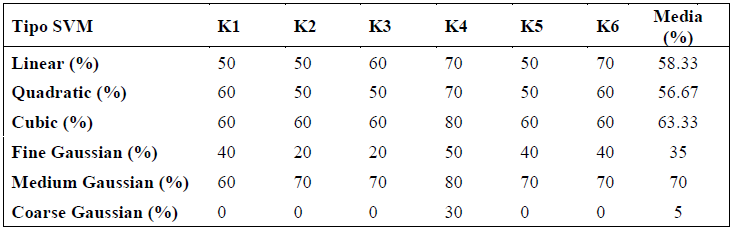 Tipo SVM K1 K2 K3 K4 K5 K6 Media (%)
Linear (%) 50 50 60 70 50 70 58.33
Quadratic (%) 60 50 50 70 50 60 56.67
Cubic (%) 60 60 60 80 60 60 63.33
Fine Gaussian (%) 40 20 20 50 40 40 35
Medium Gaussian (%) 60 70 70 80 70 70 70
Coarse Gaussian (%) 0 0 0 30 0 0 5